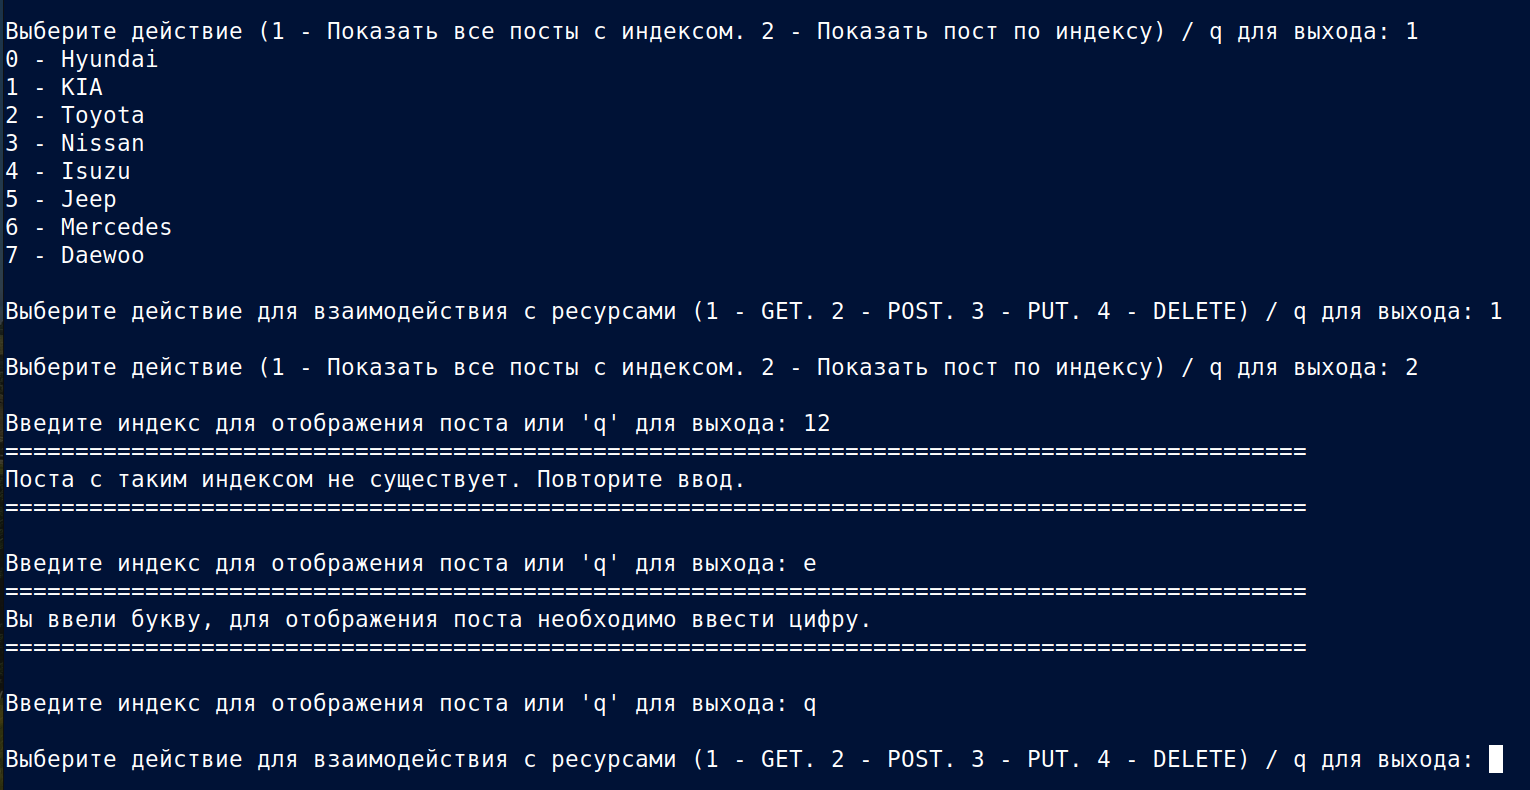 Выберите действие (1 - Показать все посты с индексом. 2 - Показать пост по индексу) / q для выхода: 1
0 - Hyundai
1 - KIA
2 - Toyota
3 - Nissan
4 - Isuzu
5 - Jeep
6 - Mercedes
7 - Daewoo
Выберите действие для взаимодействия с ресурсами (1 - GET. 2 - POST. 3 - PUT. 4 - DELETE) / q для выхода: 1
Выберите действие (1 - Показать все посты с индексом. 2 - Показать пост по индексу) / q для выхода: 2
Введите индекс для отображения поста или 'q' для выхода: 12
=============================================================================================
Поста с таким индексом не существует. Повторите ввод.
=============================================================================================
Введите индекс для отображения поста или 'q' для выхода: e
=============================================================================================
Вы ввели букву, для отображения поста необходимо ввести цифру.
=============================================================================================
Введите индекс для отображения поста или 'q' для выхода: q
Выберите действие для взаимодействия с ресурсами (1 - GET. 2 - POST. 3 - PUT. 4 - DELETE) / q для выхода: